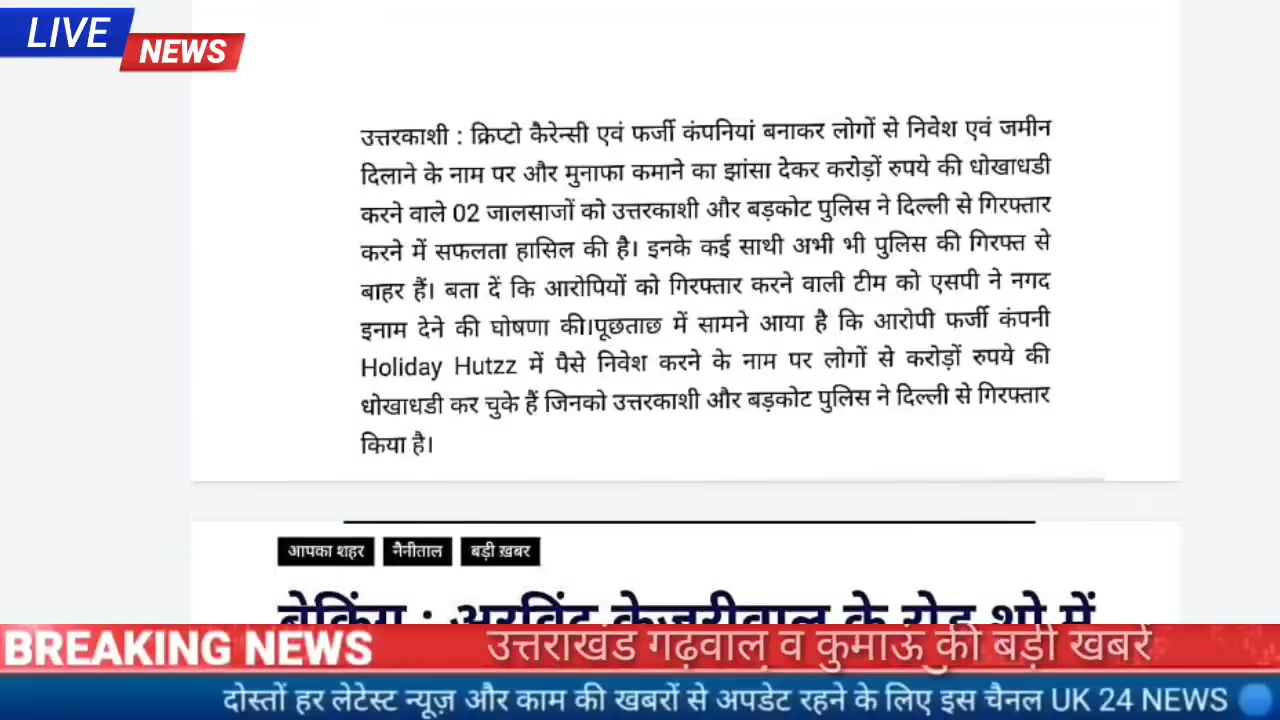 LIVE
NEWS
उत्तरकाशी : क्रिप्टो कैरेन्सी एवं फर्जी कंपनियां बनाकर लोगों से निवेश एवं जमीन
दिलाने के नाम पर और मुनाफा कमाने का झांसा देकर करोड़ों रुपये की धोखाधडी
करने वाले 02 जालसाजों को उत्तरकाशी और बड़कोट पुलिस ने दिल्ली से गिरफ्तार
करने में सफलता हासिल की है। इनके कई साथी अभी भी पुलिस की गिरफ्त से
बाहर हैं। बता दें कि आरोपियों को गिरफ्तार करने वाली टीम को एसपी ने नगद
इनाम देने की घोषणा की।पूछताछ में सामने आया है कि आरोपी फर्जी कंपनी
Holiday Hutzz में पैसे निवेश करने के नाम पर लोगों से करोड़ों रुपये की
धोखाधडी कर चुके हैं जिनको उत्तरकाशी और बड़कोट पुलिस ने दिल्ली से गिरफ्तार
किया है।
आपका शहर नैनीताल बड़ी ख़बर
ब्रेकिंग : अरविंद केजरीवाल के रोड शो में
BREAKING NEWS उत्तराखंड गढ़वाल व कुमाऊ की बड़ी खबरें
दोस्तों हर लेटेस्ट न्यूज़ और काम की खबरों से अपडेट रहने के लिए इस चैनल UK 24 NEWS